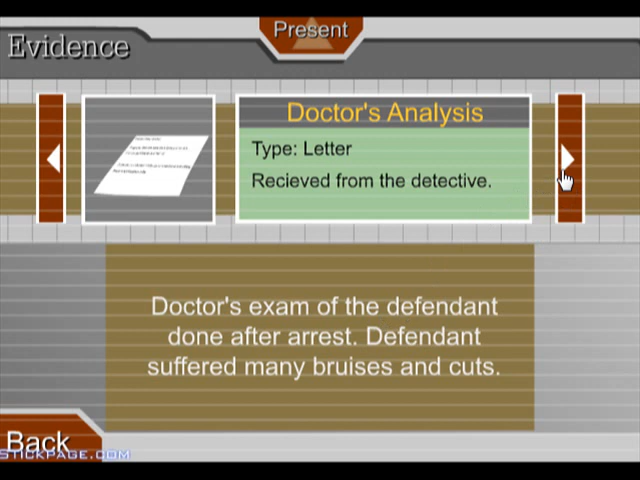 Present
Evidence
Doctor's Analysis
Type: Letter
Recieved from the detective.
Doctor's exam of the defendant
done after arrest. Defendant
suffered many bruises and cuts.
Back
STICKPAGE.COM